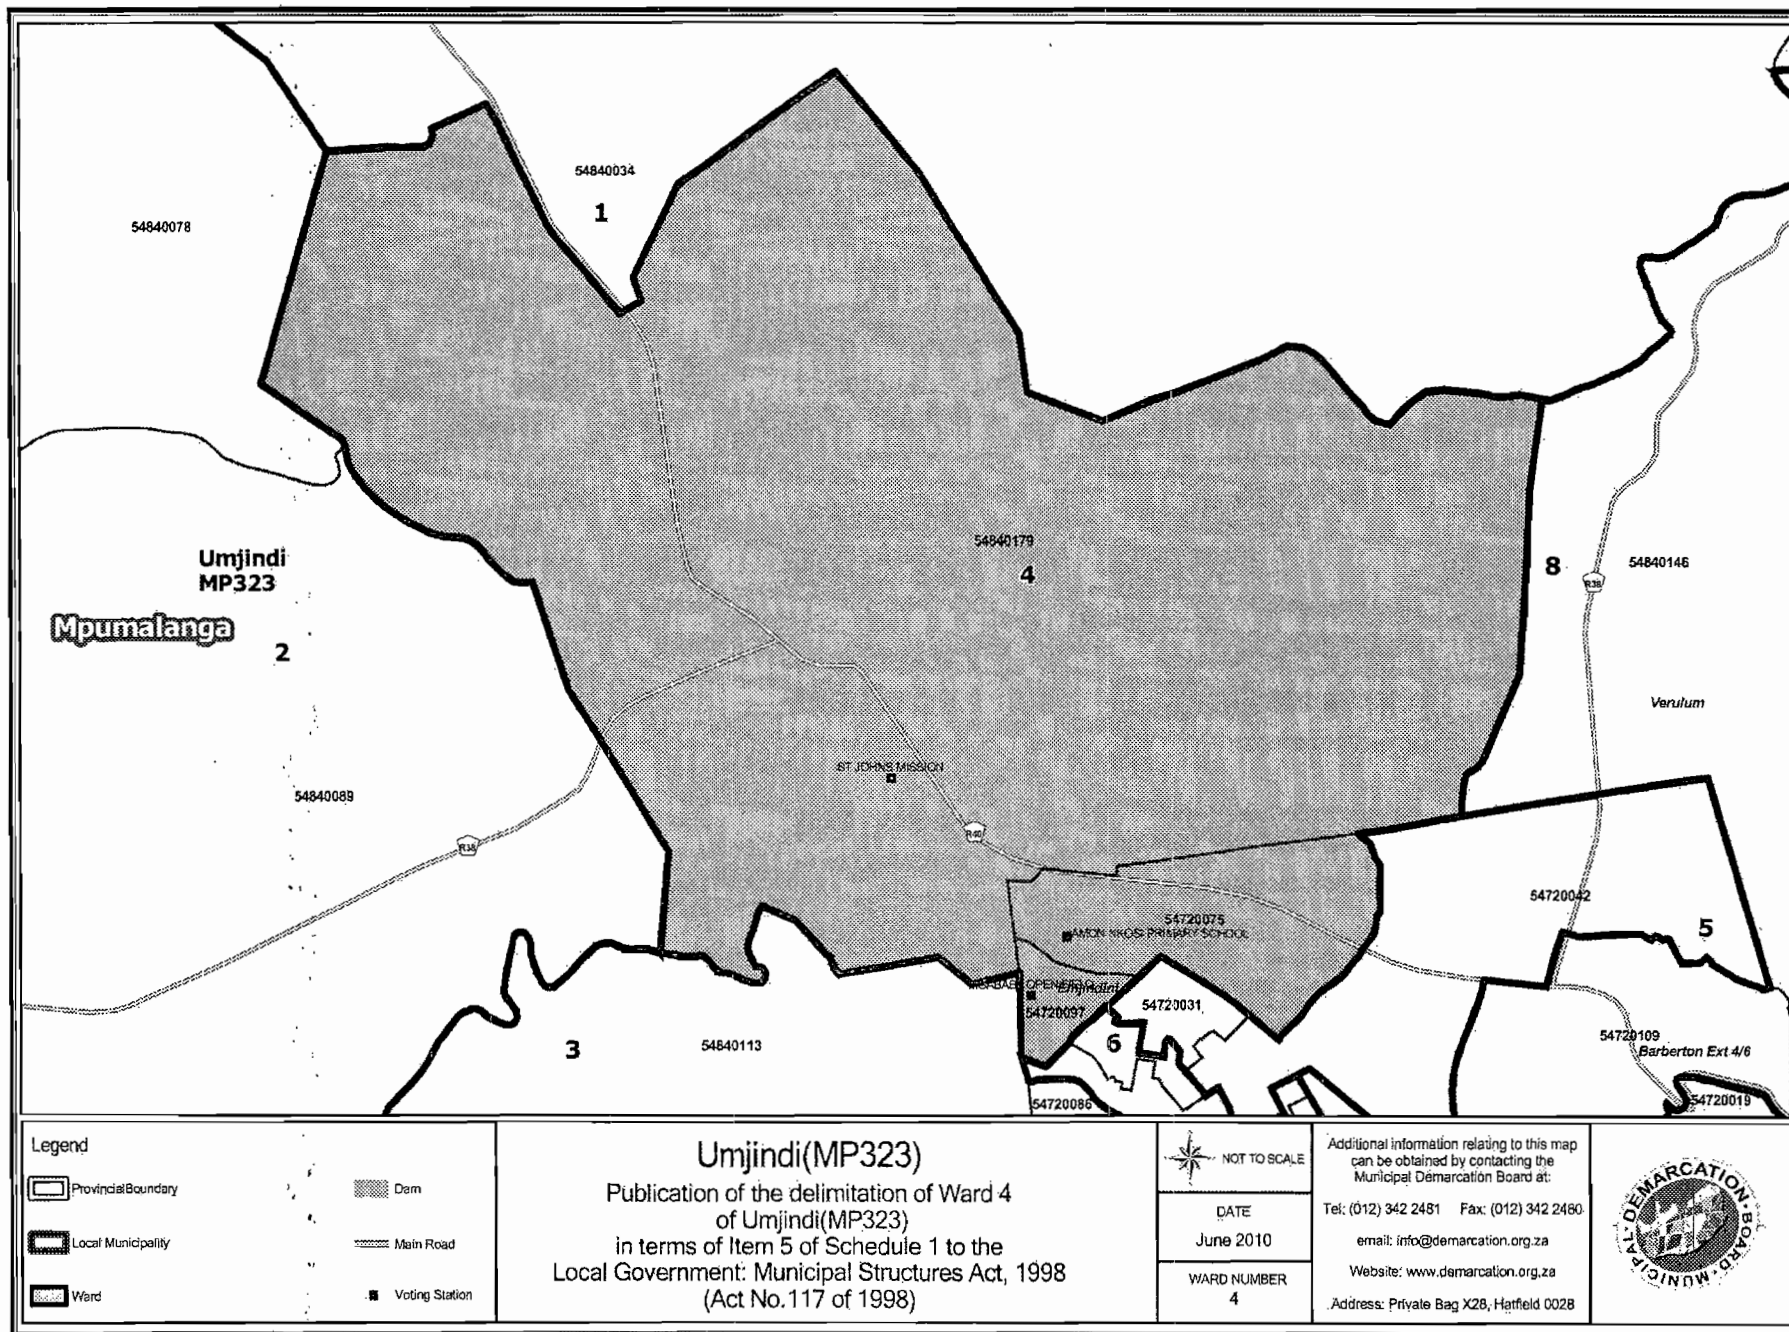 54840034
1
54840078
54840179
4
8
54840146
R38
Umjindi
MP323
Mpumalanga
2
Verulum
ST JOHNS MISSION
54840089
R38
R40
54720042
5
54720075
AMON NKOSI PRIMARY SCHOOL
OPEN FIELD
Emjindini
54720097
54720031
6
3
54840113
54720109
Barberton Ext 4/6
54720086
54720019
Legend
Provincial Boundary
Dam
Local Municipality
Main Road
Ward
Voting Station
Umjindi(MP323)
Publication of the delimitation of Ward 4
of Umjindi(MP323)
in terms of Item 5 of Schedule 1 to the
Local Government: Municipal Structures Act, 1998
(Act No.117 of 1998)
NOT TO SCALE
DATE
June 2010
WARD NUMBER
4
Additional information relating to this map
can be obtained by contacting the
Municipal Demarcation Board at:
Tel: (012) 342 2481 Fax: (012) 342 2480
email: info@demarcation.org.za
Website: www.demarcation.org.za
Address: Private Bag X28, Hatfield 0028
MUNICIPAL DEMARCATION BOARD